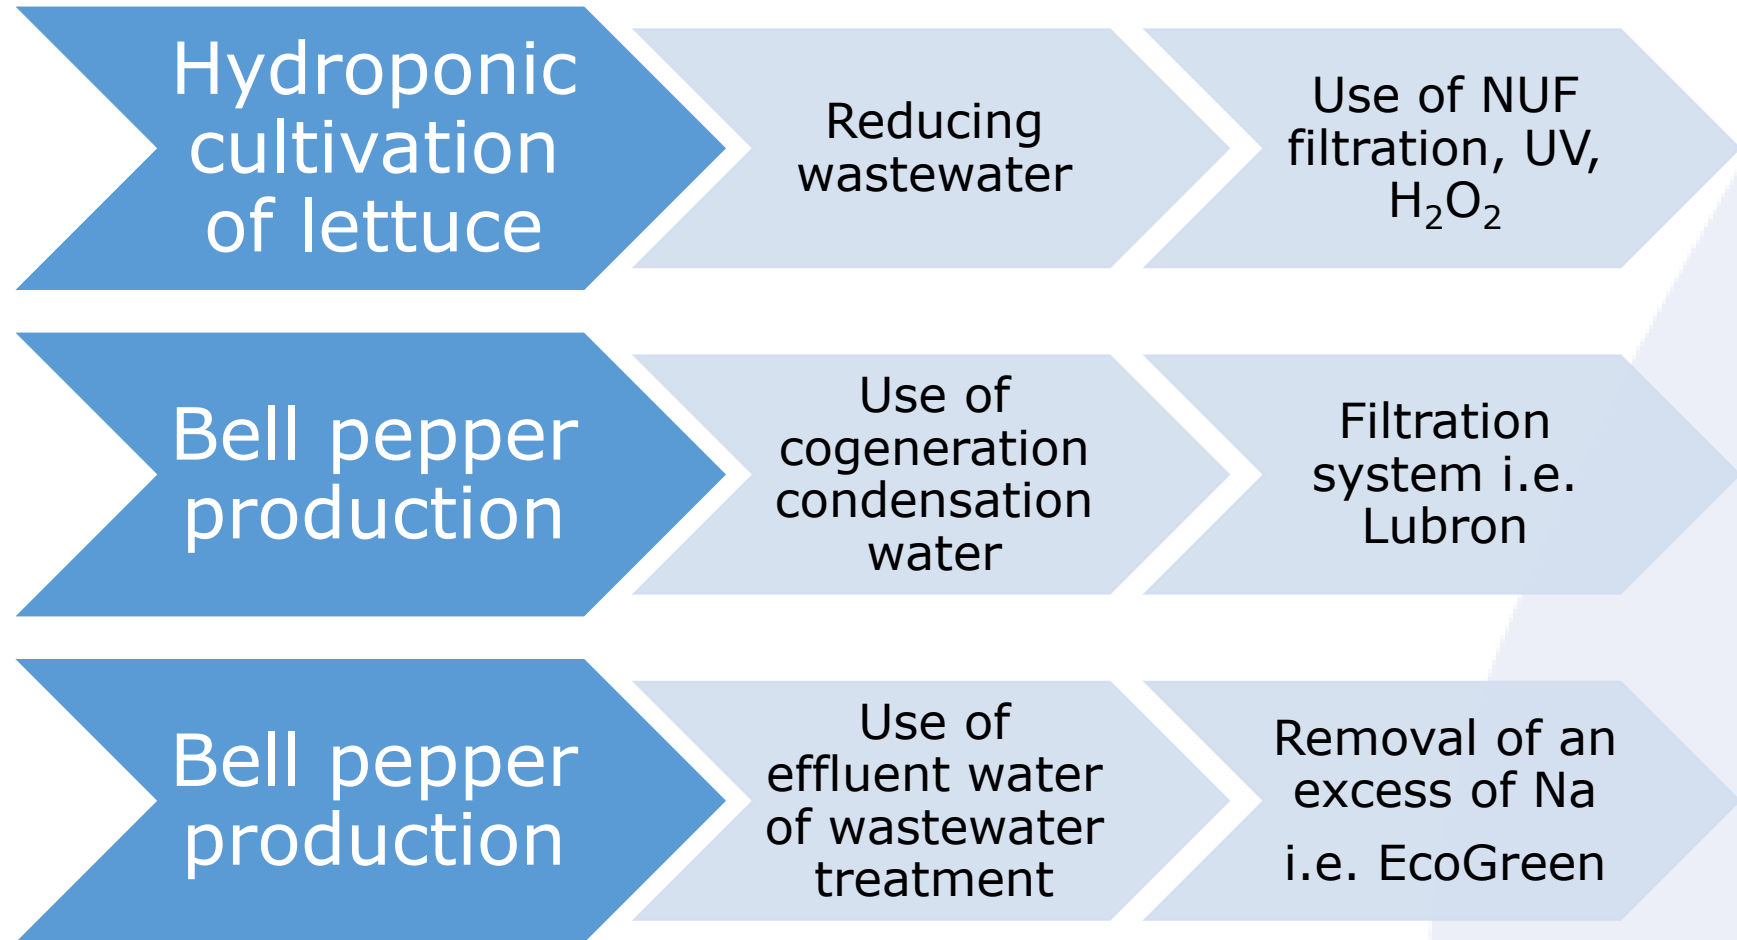 Hydroponic
cultivation
of lettuce
Reducing
wastewater
Use of NUF
filtration, UV,
H₂O₂
Bell pepper
production
Use of
cogeneration
condensation
water
Filtration
system i.e.
Lubron
Bell pepper
production
Use of
effluent water
of wastewater
treatment
Removal of an
excess of Na
i.e. EcoGreen